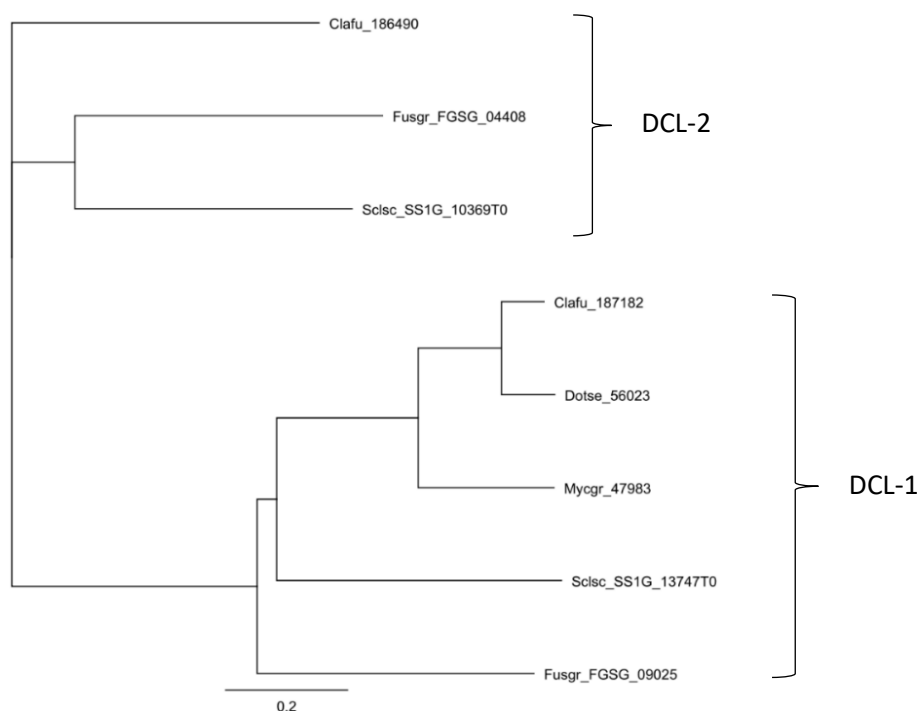 Clafu_186490
Fusgr_FGSG_04408
DCL-2
Sclsc_SS1G_10369T0
Clafu_187182
Dotse_56023
Mycgr_47983
DCL-1
Sclsc_SS1G_13747T0
Fusgr_FGSG_09025
0.2